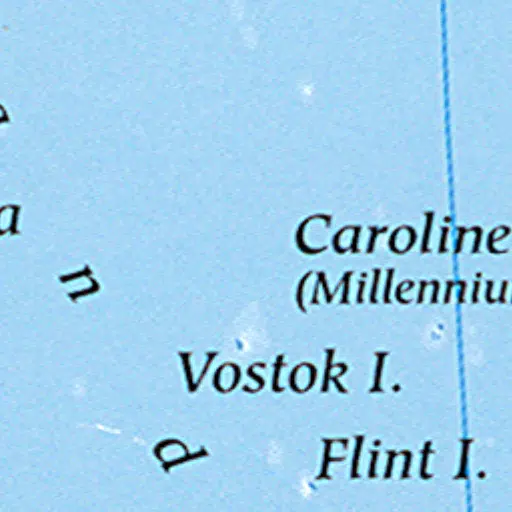 a
n
Caroline
(Millenniu
Vostok I.
d
Flint I.